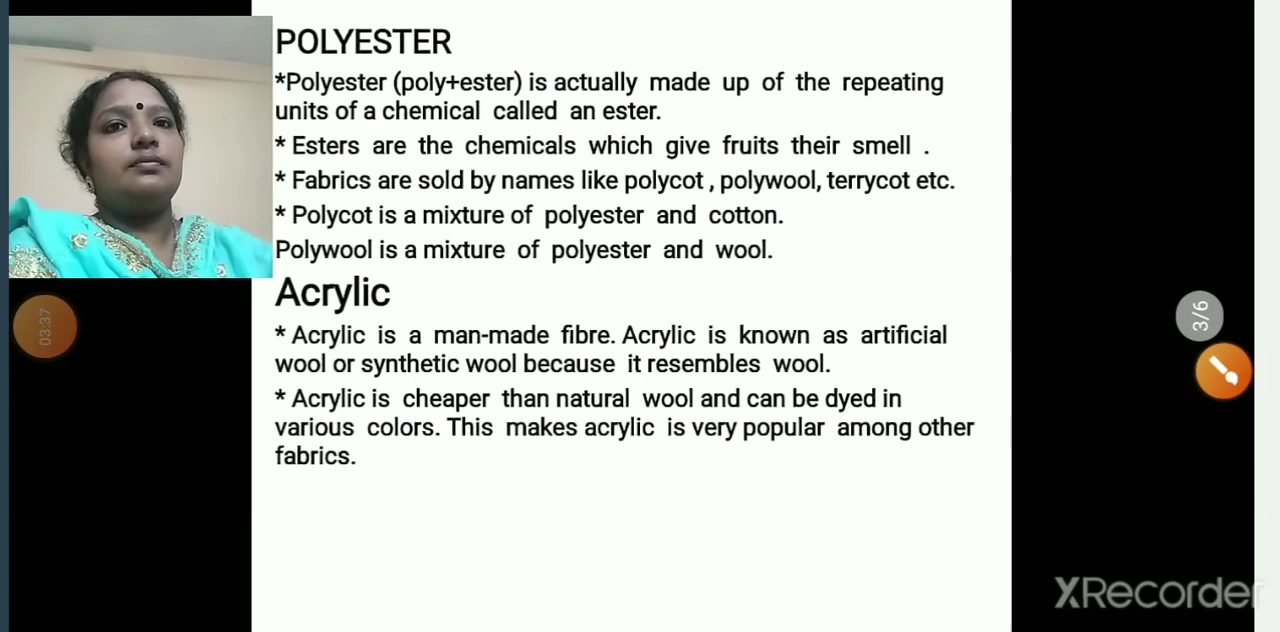 POLYESTER
*Polyester (poly+ester) is actually made up of the repeating
units of a chemical called an ester.
* Esters are the chemicals which give fruits their smell .
* Fabrics are sold by names like polycot , polywool, terrycot etc.
* Polycot is a mixture of polyester and cotton.
Polywool is a mixture of polyester and wool.
Acrylic
* Acrylic is a man-made fibre. Acrylic is known as artificial
wool or synthetic wool because it resembles wool.
* Acrylic is cheaper than natural wool and can be dyed in
various colors. This makes acrylic is very popular among other
fabrics.
03:37
3/6
XRecorder